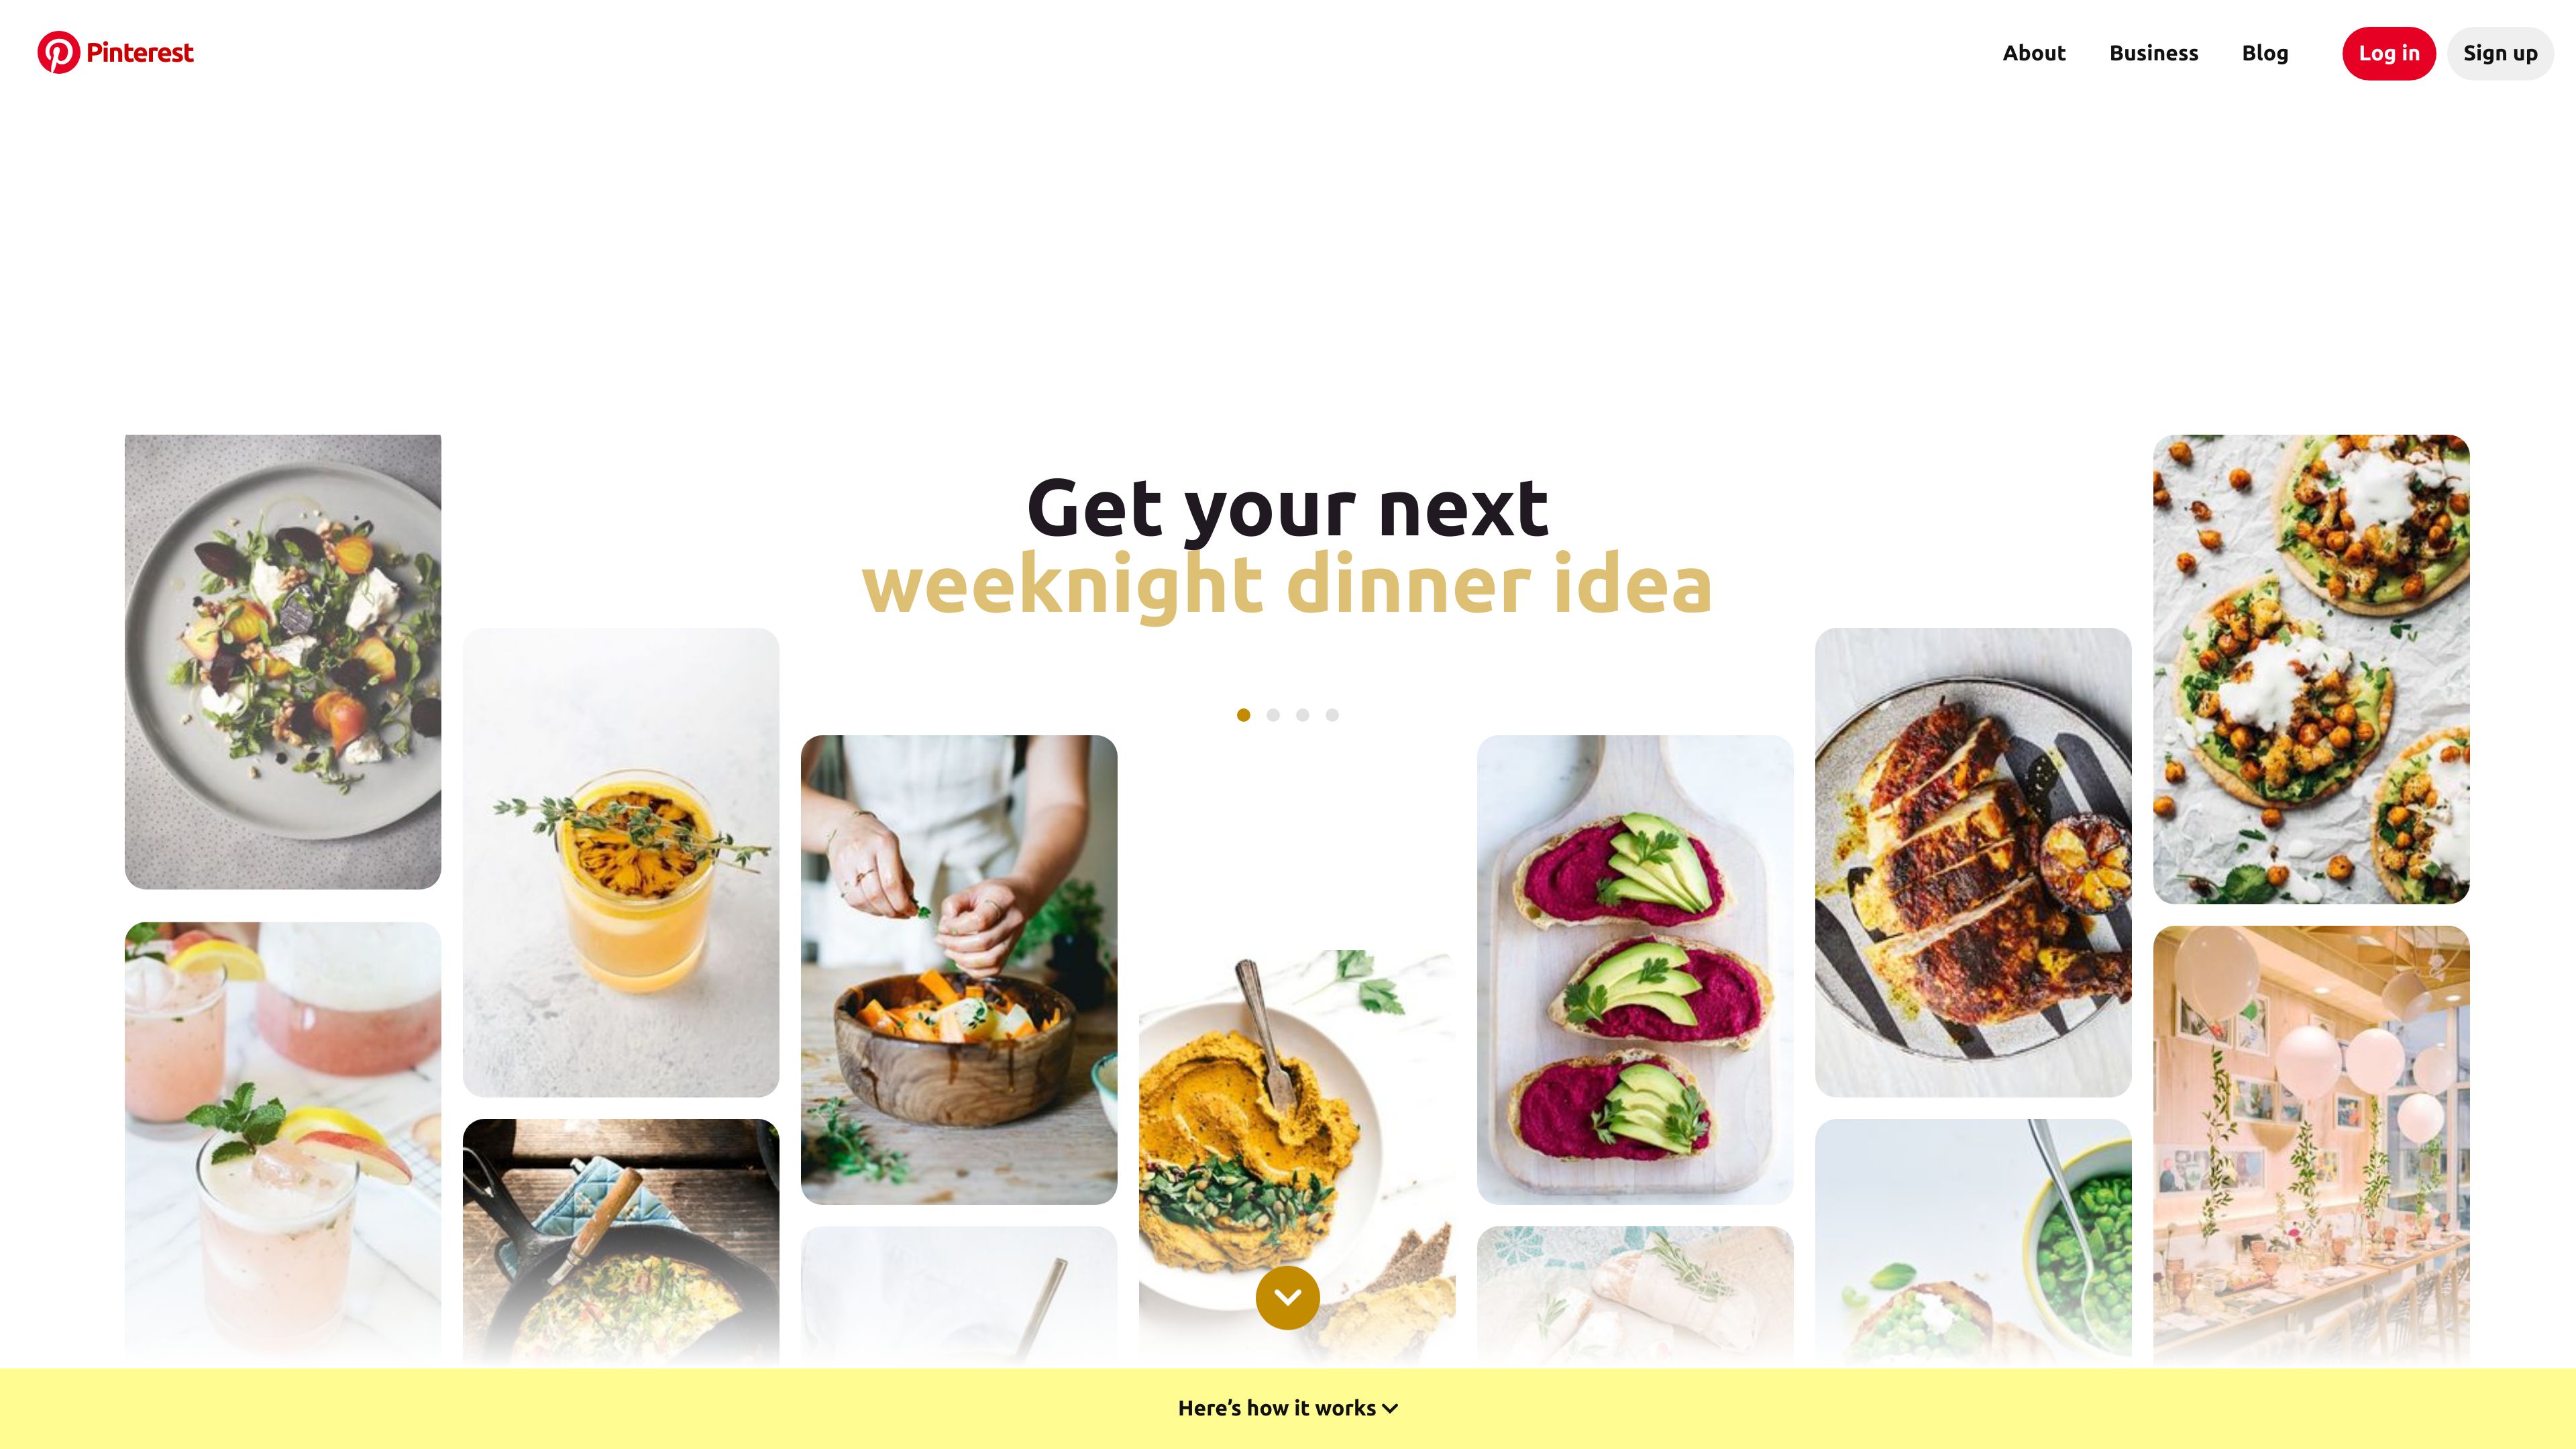 Pinterest
About Business Blog Log in Sign up
Get your next
weeknight dinner idea
Here’s how it works